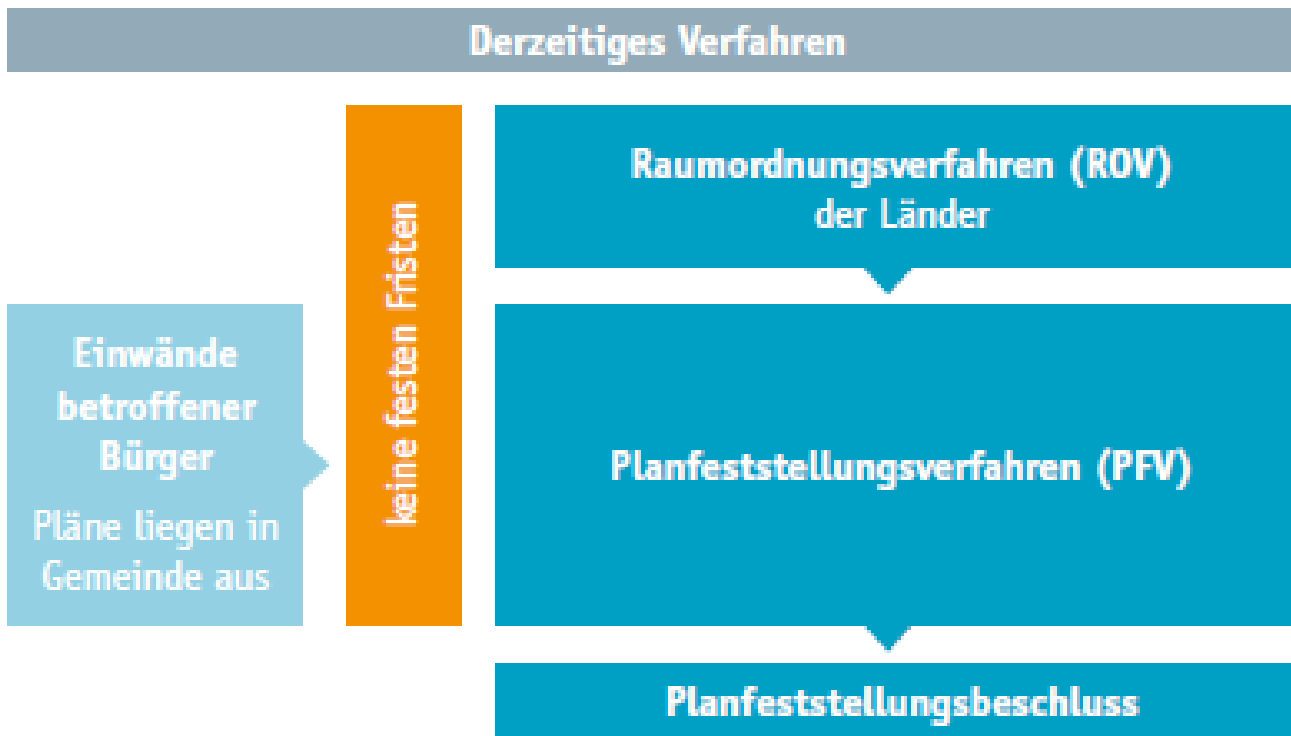 Derzeitiges Verfahren
Raumordnungsverfahren (ROV)
der Länder
keine festen Fristen
Einwände
betroffener
Bürger
Pläne liegen in
Gemeinde aus
Planfeststellungsverfahren (PFV)
Planfeststellungsbeschluss